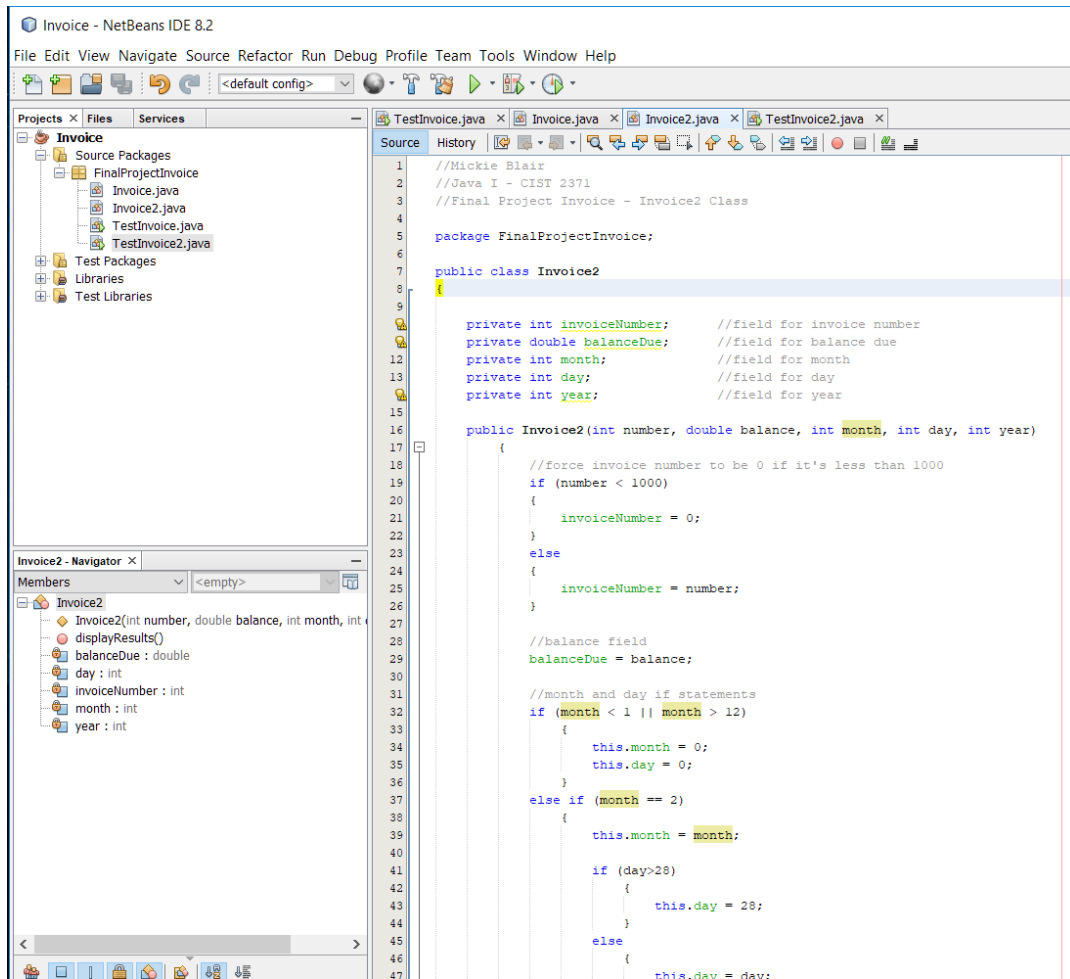 Invoice - NetBeans IDE 8.2
File Edit View Navigate Source Refactor Run Debug Profile Team Tools Window Help
<default config>
Projects Files Services
Invoice
Source Packages
FinalProjectInvoice
Invoice.java
Invoice2.java
TestInvoice.java
TestInvoice2.java
Test Packages
Libraries
Test Libraries
Invoice2 - Navigator
Members <empty>
Invoice2
Invoice2(int number, double balance, int month, int
displayResults()
balanceDue : double
day : int
invoiceNumber : int
month : int
year : int
TestInvoice.java Invoice.java Invoice2.java TestInvoice2.java
Source History
1 //Mickie Blair
2 //Java I - CIST 2371
3 //Final Project Invoice - Invoice2 Class
4
5 package FinalProjectInvoice;
6
7 public class Invoice2
8 {
9
private int invoiceNumber; //field for invoice number
private double balanceDue; //field for balance due
12 private int month; //field for month
13 private int day; //field for day
private int year; //field for year
15
16 public Invoice2(int number, double balance, int month, int day, int year)
17 {
18 //force invoice number to be 0 if it's less than 1000
19 if (number < 1000)
20 {
21 invoiceNumber = 0;
22 }
23 else
24 {
25 invoiceNumber = number;
26 }
27
28 //balance field
29 balanceDue = balance;
30
31 //month and day if statements
32 if (month < 1 || month > 12)
33 {
34 this.month = 0;
35 this.day = 0;
36 }
37 else if (month == 2)
38 {
39 this.month = month;
40
41 if (day>28)
42 {
43 this.day = 28;
44 }
45 else
46 {
47 this.day = day;